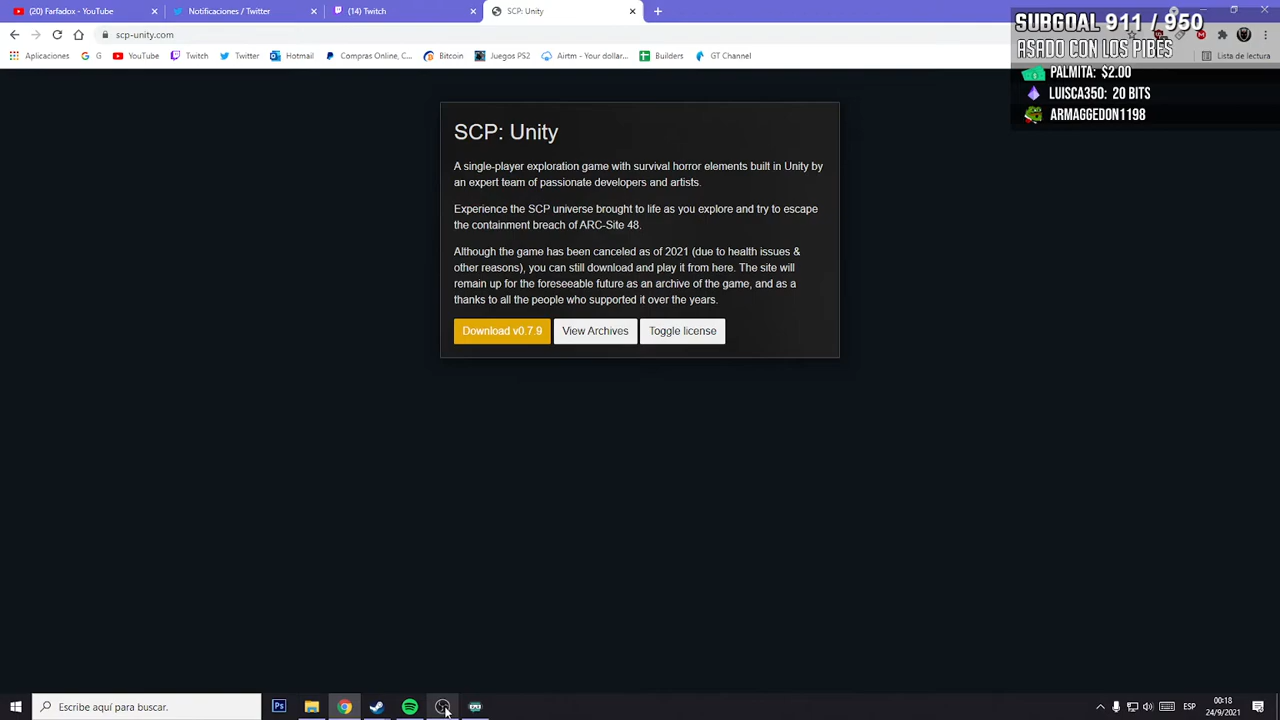 (20) Farfadox - YouTube
Notificaciones / Twitter
(14) Twitch
SCP: Unity
scp-unity.com
Aplicaciones
G
YouTube
Twitch
Twitter
Hotmail
Compras Online, C...
Bitcoin
Juegos PS2
Airtm - Your dollar...
Builders
GT Channel
Lista de lectura
SUBGOAL 911 / 950
ASADO CON LOS PIBES
PALMITA: $2.00
LUISCA350: 20 BITS
ARMAGGEDON1198
SCP: Unity
A single-player exploration game with survival horror elements built in Unity by
an expert team of passionate developers and artists.
Experience the SCP universe brought to life as you explore and try to escape
the containment breach of ARC-Site 48.
Although the game has been canceled as of 2021 (due to health issues &
other reasons), you can still download and play it from here. The site will
remain up for the foreseeable future as an archive of the game, and as a
thanks to all the people who supported it over the years.
Download v0.7.9
View Archives
Toggle license
Escribe aquí para buscar.
Ps
ESP
00:18
24/9/2021